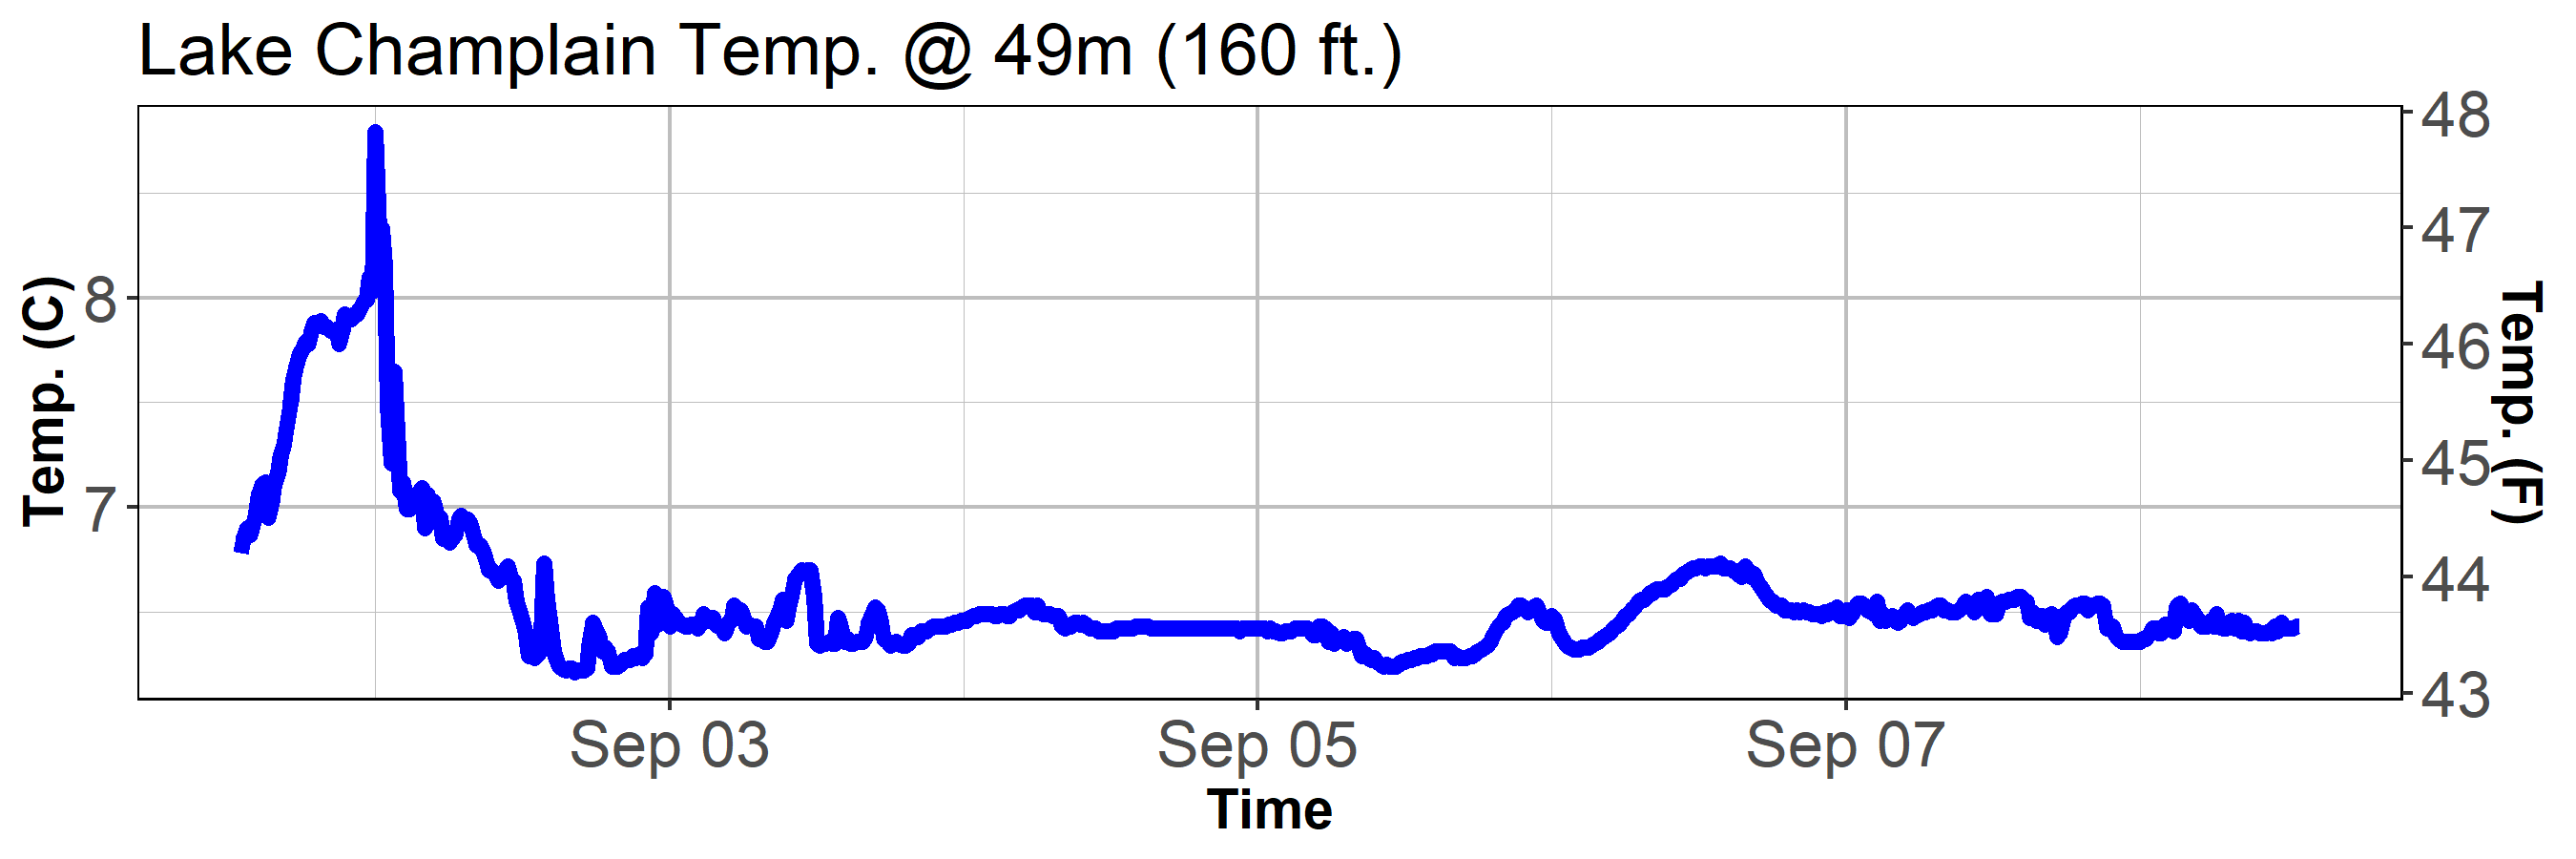 Lake Champlain Temp. @ 49m (160 ft.)
Temp. (C)
8
7
48
47
46
45
44
43
Temp. (F)
Sep 03 Sep 05 Sep 07
Time